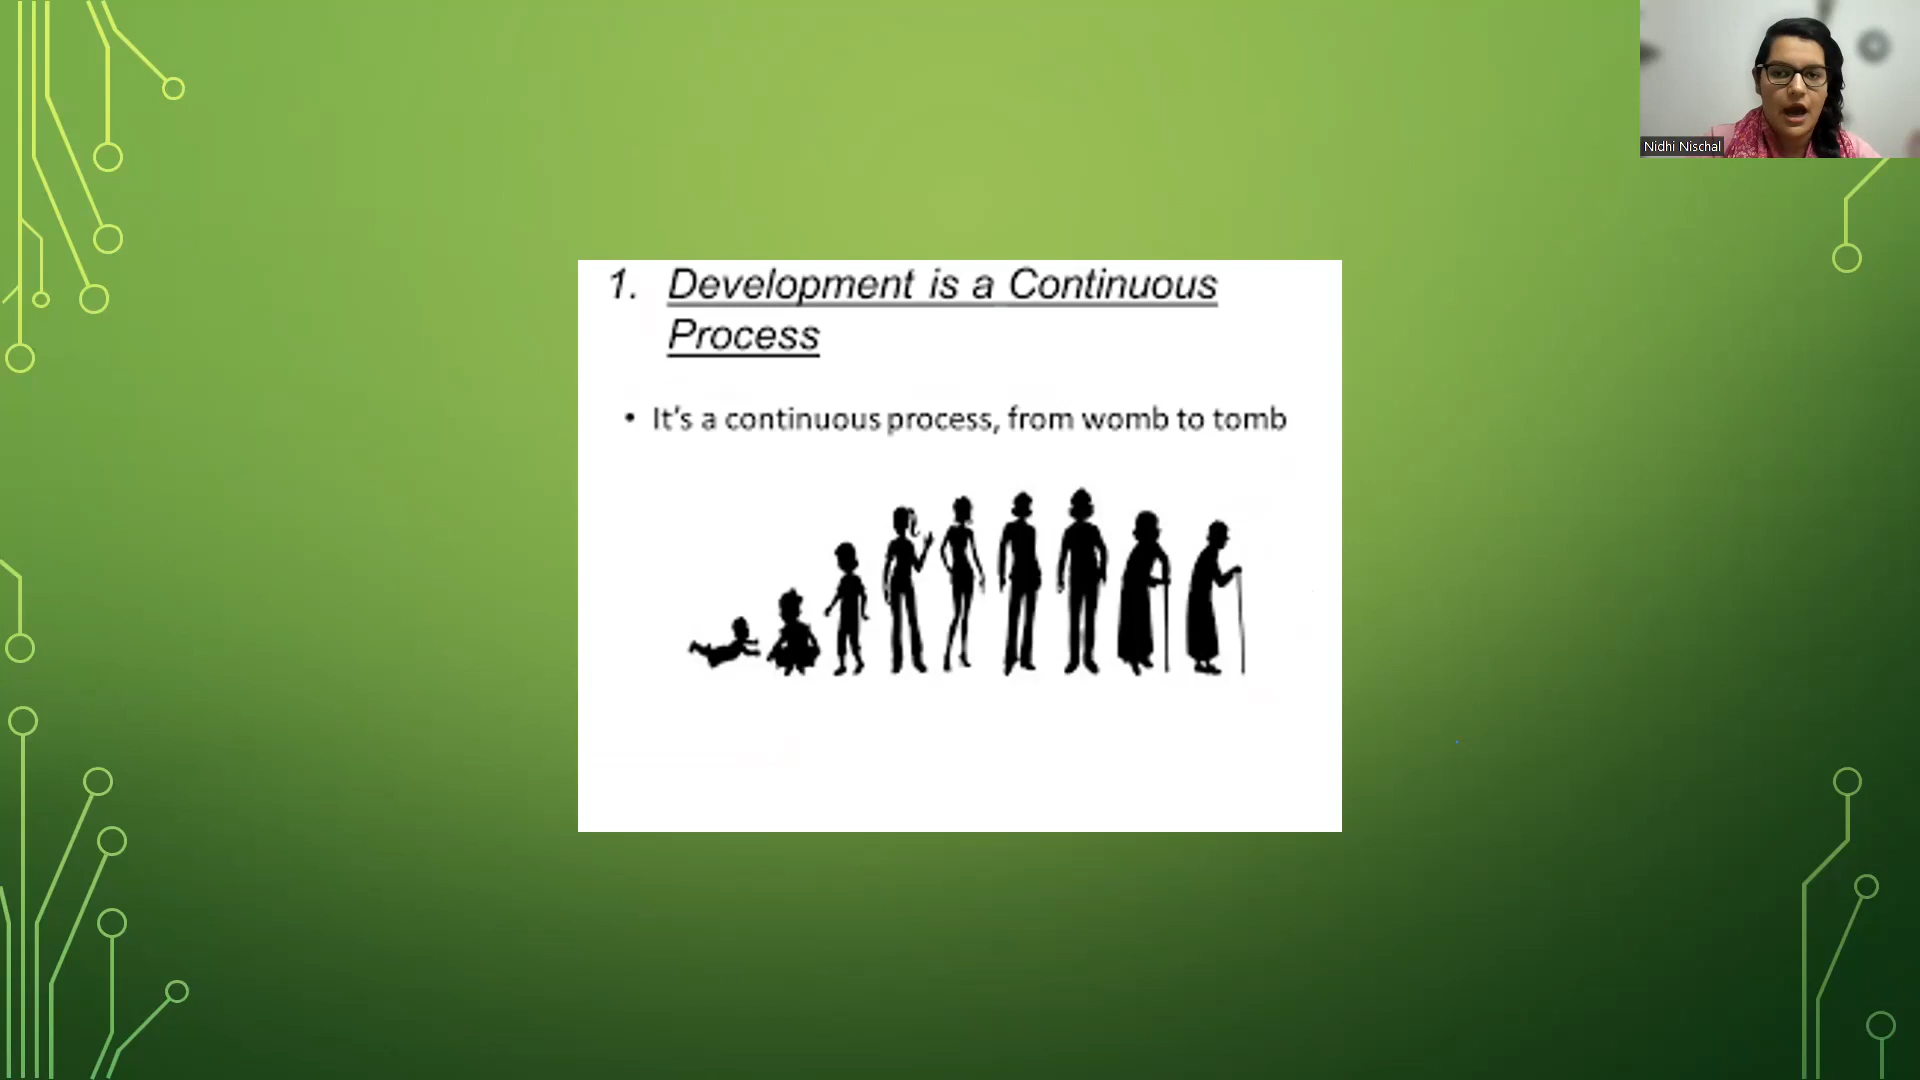 1. Development is a Continuous
Process
• It's a continuous process, from womb to tomb
Nidhi Nischal